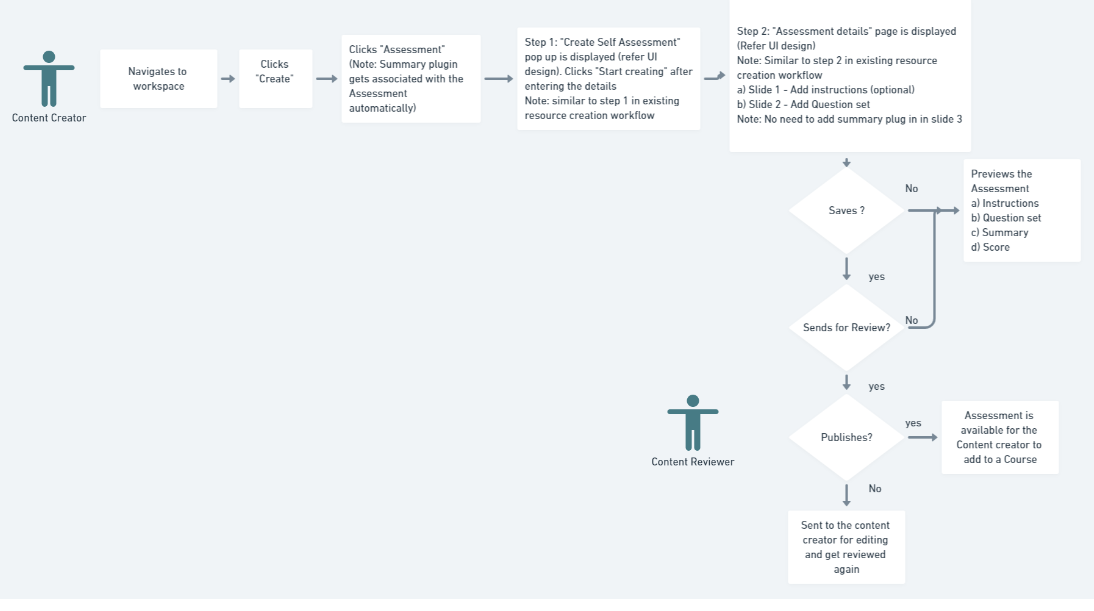 Content Creator
Navigates to
workspace
Clicks
"Create"
Clicks "Assessment"
(Note: Summary plugin
gets associated with the
Assessment
automatically)
Step 1: "Create Self Assessment"
pop up is displayed (refer UI
design). Clicks "Start creating" after
entering the details
Note: similar to step 1 in existing
resource creation workflow
Step 2: "Assessment details" page is displayed
(Refer UI design)
Note: Similar to step 2 in existing resource
creation workflow
a) Slide 1 - Add instructions (optional)
b) Slide 2 - Add Question set
Note: No need to add summary plug in in slide 3
Saves ?
No
Previews the
Assessment
a) Instructions
b) Question set
c) Summary
d) Score
yes
Sends for Review?
No
yes
Content Reviewer
Publishes?
yes
Assessment is
available for the
Content creator to
add to a Course
No
Sent to the content
creator for editing
and get reviewed
again